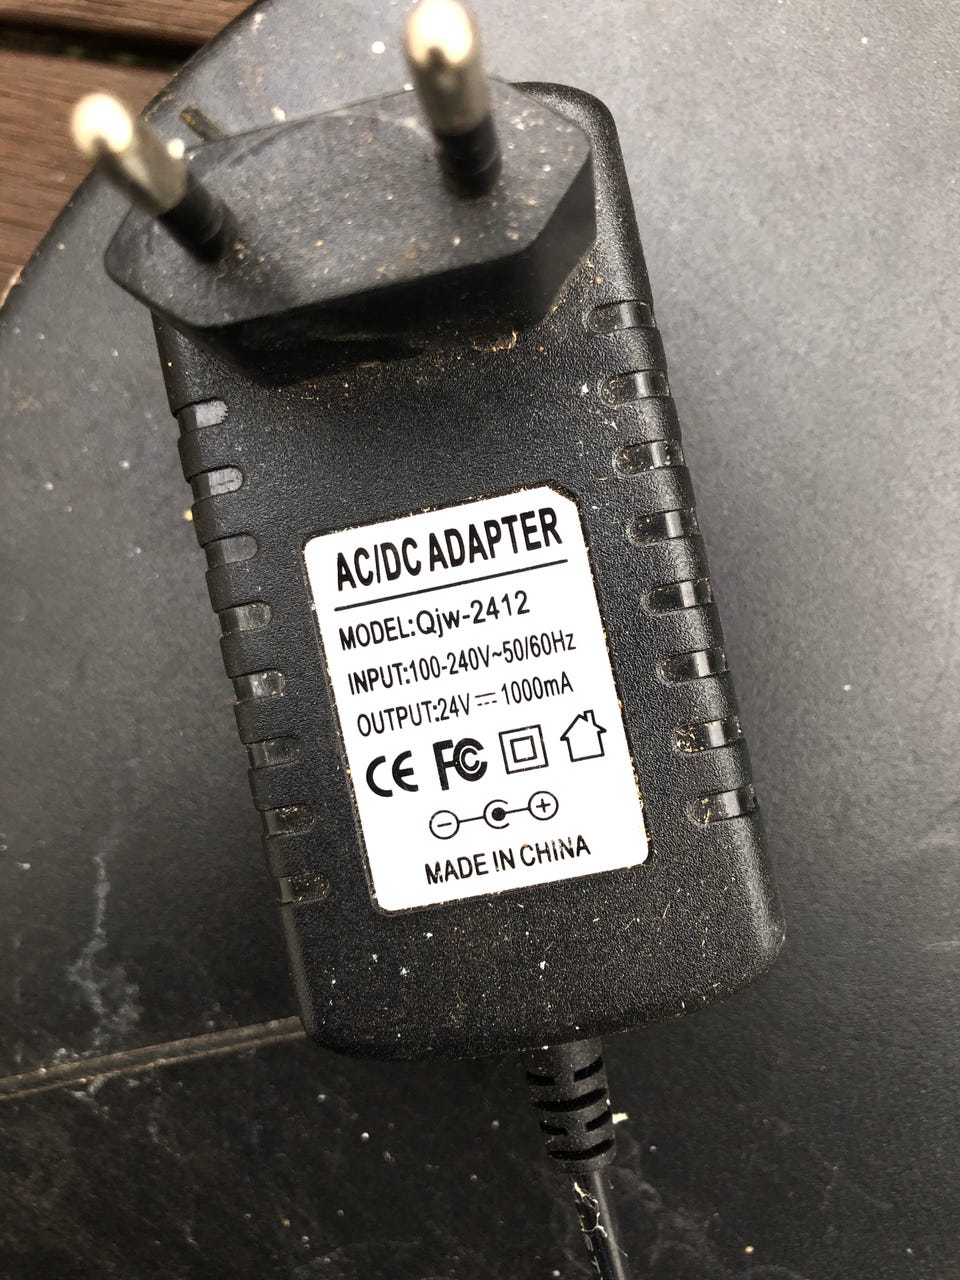 AC/DC ADAPTER
MODEL:Qjw-2412
INPUT:100-240V~50/60Hz
OUTPUT:24V⎓1000mA
CE FC
MADE IN CHINA